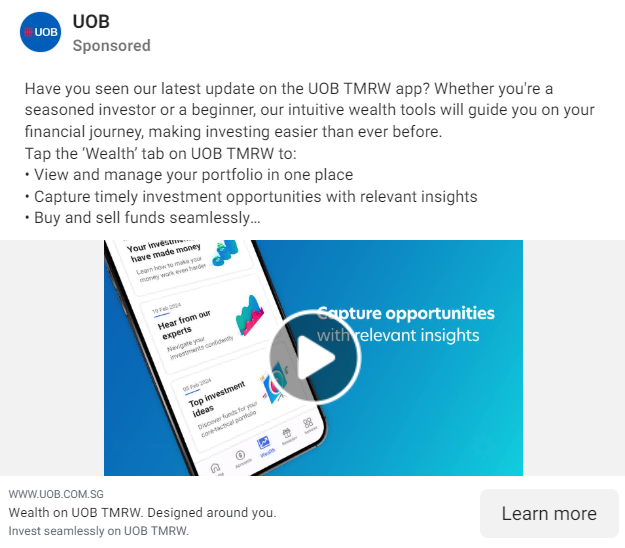 UOB
UOB
Sponsored
Have you seen our latest update on the UOB TMRW app? Whether you're a
seasoned investor or a beginner, our intuitive wealth tools will guide you on your
financial journey, making investing easier than ever before.
Tap the ‘Wealth’ tab on UOB TMRW to:
• View and manage your portfolio in one place
• Capture timely investment opportunities with relevant insights
• Buy and sell funds seamlessly…
Your investments
have made money
Learn how to make your
money work even harder
10 Feb 2024
Hear from our
experts
Navigate your
investments confidently
Top investment
ideas
Discover funds for your
core-tactical portfolio
Accounts
Wealth
Rewards
Capture opportunities
with relevant insights
WWW.UOB.COM.SG
Wealth on UOB TMRW. Designed around you.
Invest seamlessly on UOB TMRW.
Learn more